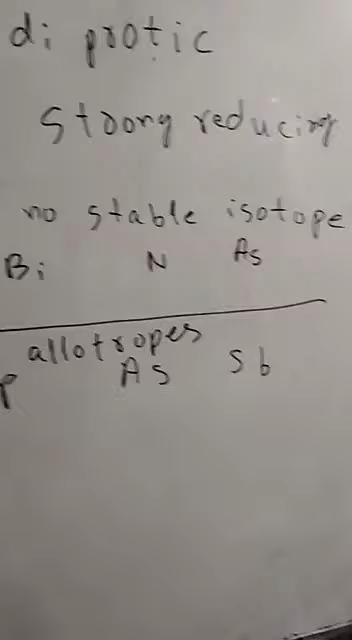 di protic
strong reducing
no stable isotope
Bi N As
allotropes
P As Sb